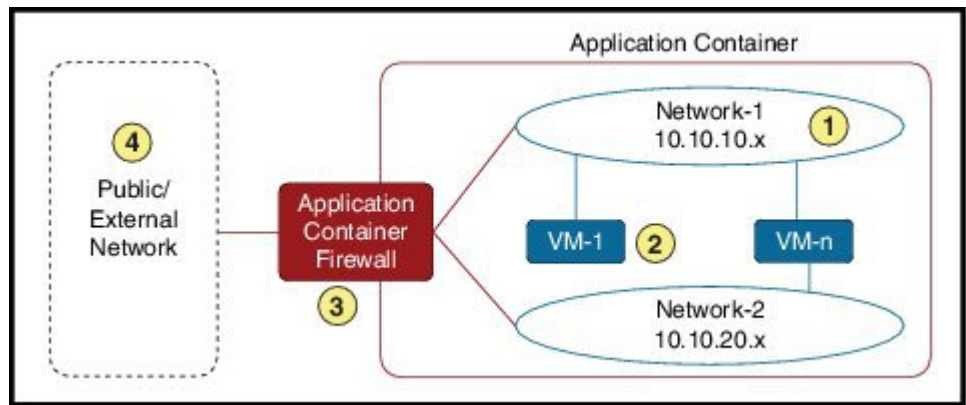 Application Container
4
Public/
External
Network
Application
Container
Firewall
3
Network-1
10.10.10.x
1
VM-1
2
VM-n
Network-2
10.10.20.x